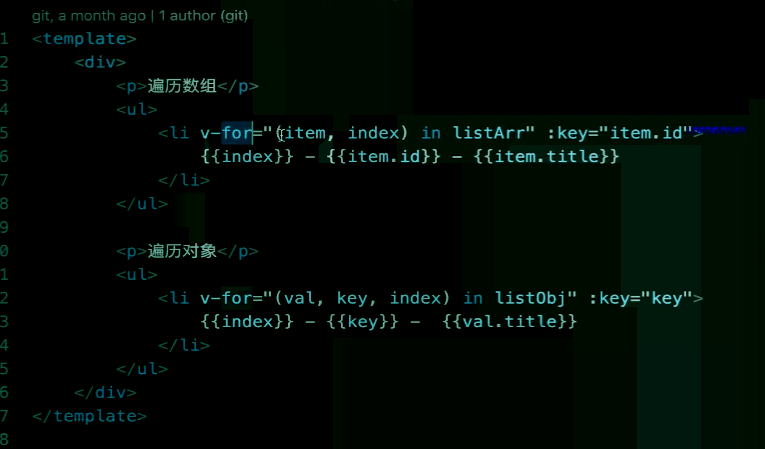 git, a month ago | 1 author (git)
1 <template>
2 <div>
3 <p>遍历数组</p>
4 <ul>
5 <li v-for="(item, index) in listArr" :key="item.id">
6 {{index}} - {{item.id}} - {{item.title}}
7 </li>
8 </ul>
9
0 <p>遍历对象</p>
1 <ul>
2 <li v-for="(val, key, index) in listObj" :key="key">
3 {{index}} - {{key}} - {{val.title}}
4 </li>
5 </ul>
6 </div>
7 </template>
8